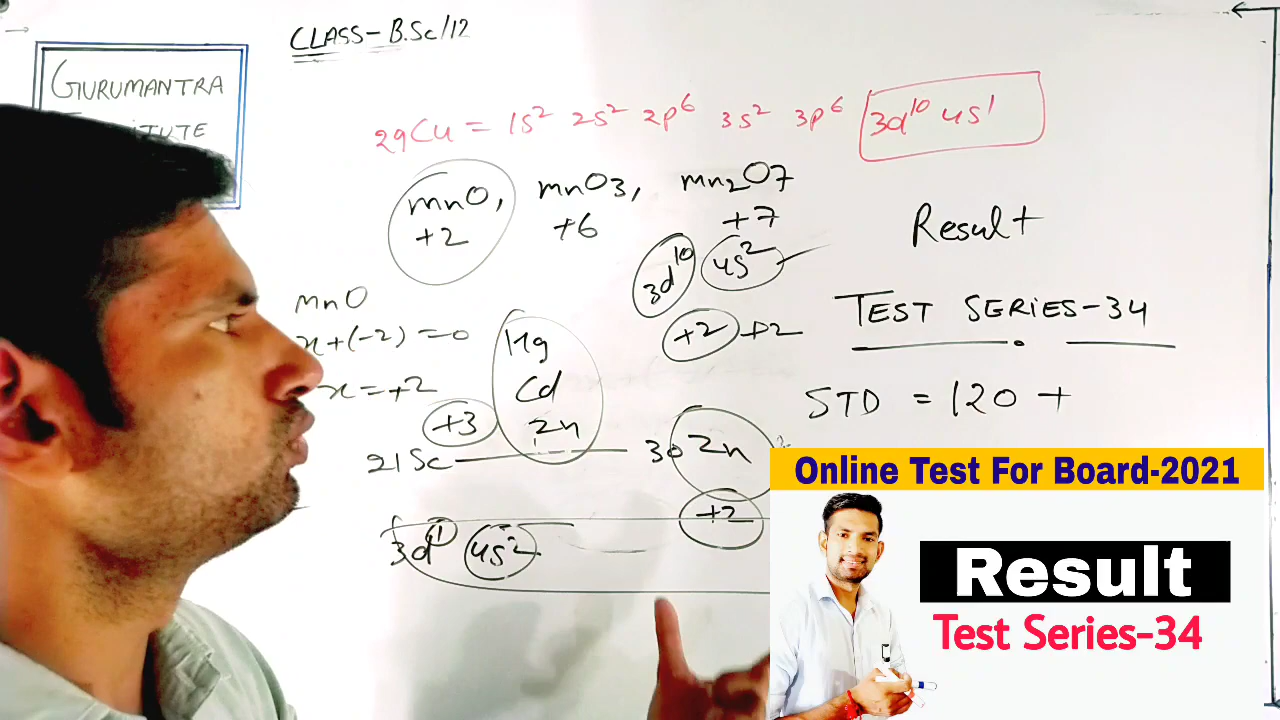 CLASS- B.Sc/12
GURUMANTRA
29Cu = 1s² 2s² 2p⁶ 3s² 3p⁶ 3d¹⁰ 4s¹
mnO, mnO3, mn2O7
+2 +6 +7
3d¹⁰ 4s²
+2 +2
Result
TEST SERIES-34
STD = 120 +
mnO
x+(-2)=0
x=+2
Hg
Cd
Zn
+3
21Sc 30 Zn
+2
3d¹ 4s²
Online Test For Board-2021
Result
Test Series-34